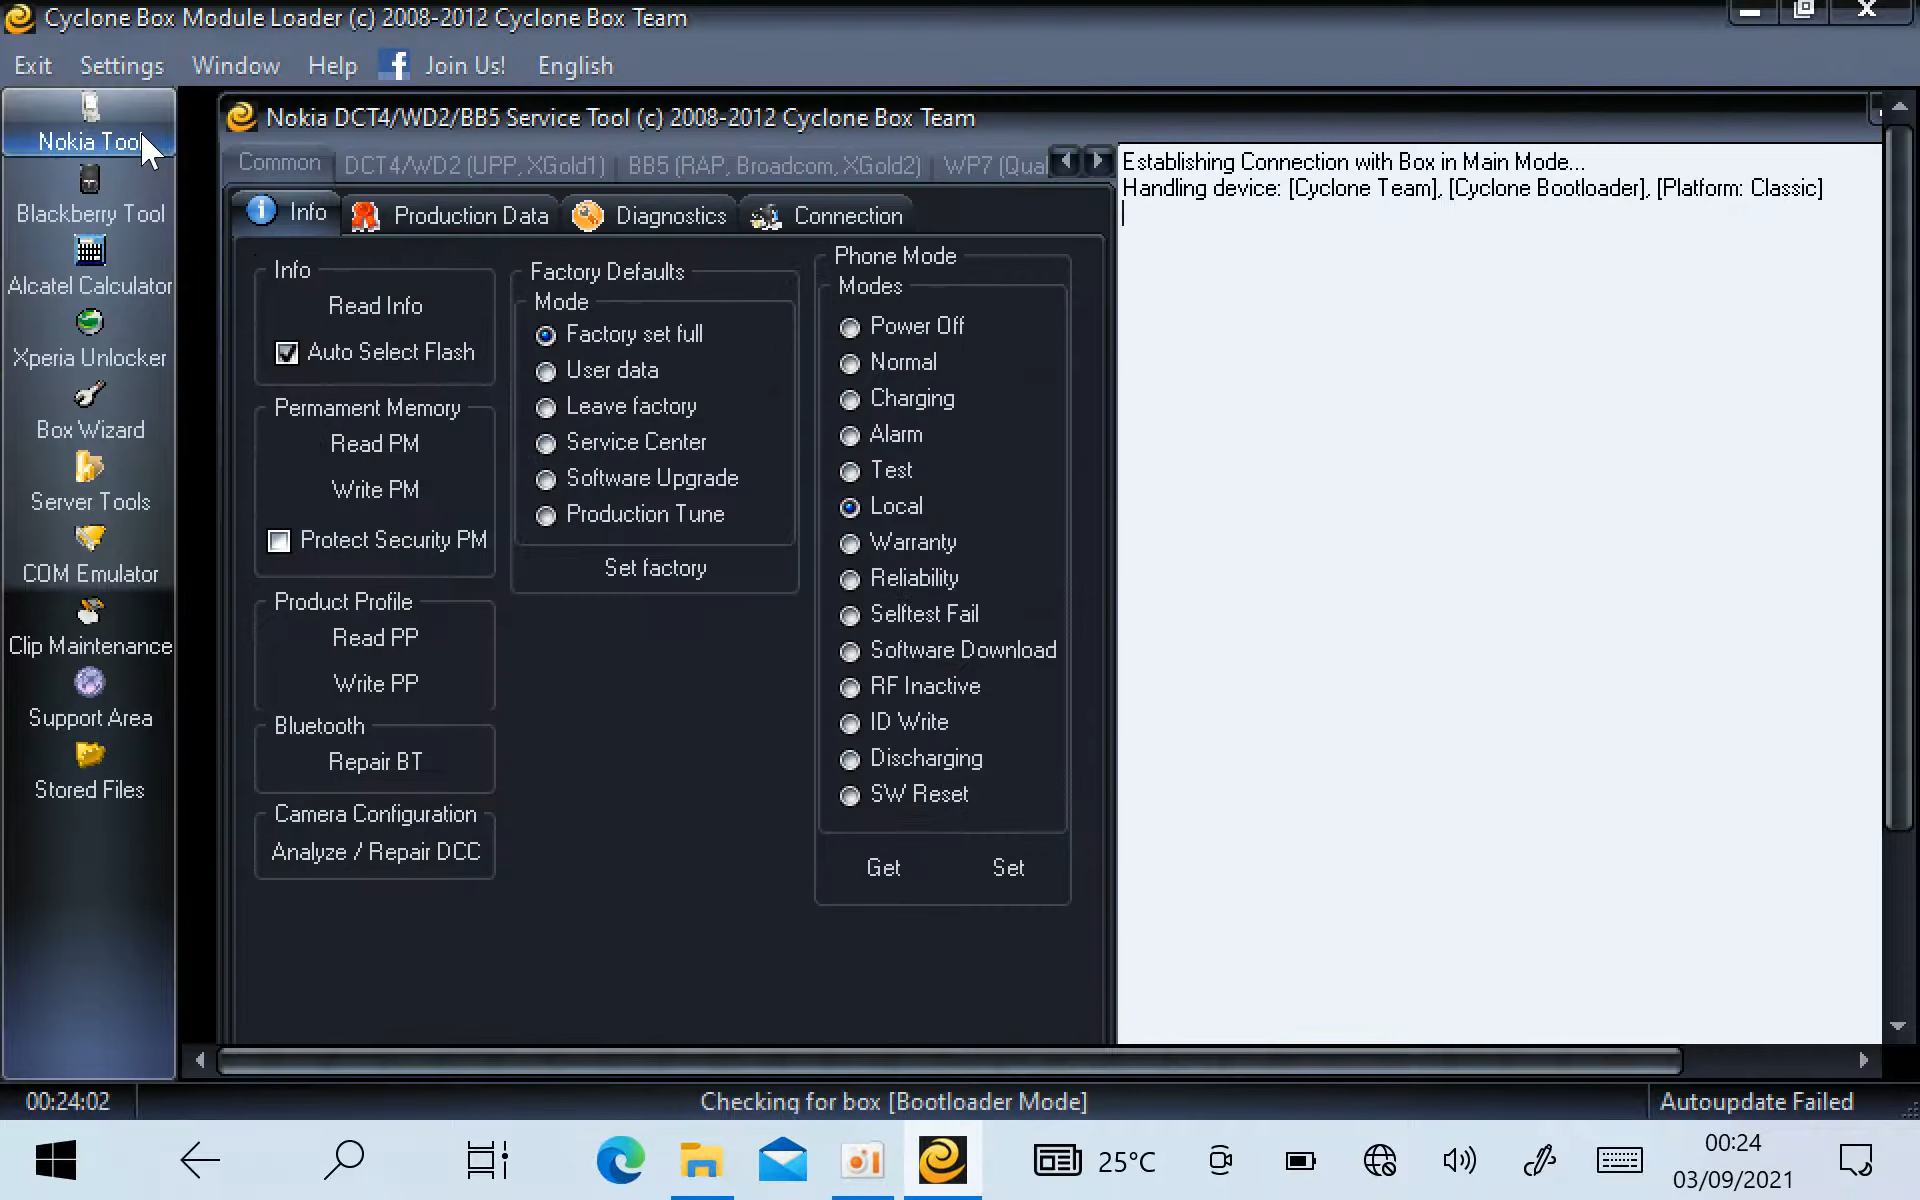 Cyclone Box Module Loader (c) 2008-2012 Cyclone Box Team
Exit Settings Window Help Join Us! English
Nokia Tool
Blackberry Tool
Alcatel Calculator
Xperia Unlocker
Box Wizard
Server Tools
COM Emulator
Clip Maintenance
Support Area
Stored Files
Nokia DCT4/WD2/BB5 Service Tool (c) 2008-2012 Cyclone Box Team
Common DCT4/WD2 (UPP, XGold1) BB5 (RAP, Broadcom, XGold2) WP7 (Qual
Info Production Data Diagnostics Connection
Info
Read Info
Auto Select Flash
Permament Memory
Read PM
Write PM
Protect Security PM
Product Profile
Read PP
Write PP
Bluetooth
Repair BT
Camera Configuration
Analyze / Repair DCC
Factory Defaults
Mode
Factory set full
User data
Leave factory
Service Center
Software Upgrade
Production Tune
Set factory
Phone Mode
Modes
Power Off
Normal
Charging
Alarm
Test
Local
Warranty
Reliability
Selftest Fail
Software Download
RF Inactive
ID Write
Discharging
SW Reset
Get Set
Establishing Connection with Box in Main Mode...
Handling device: [Cyclone Team], [Cyclone Bootloader], [Platform: Classic]
00:24:02 Checking for box [Bootloader Mode] Autoupdate Failed
25°C
00:24
03/09/2021